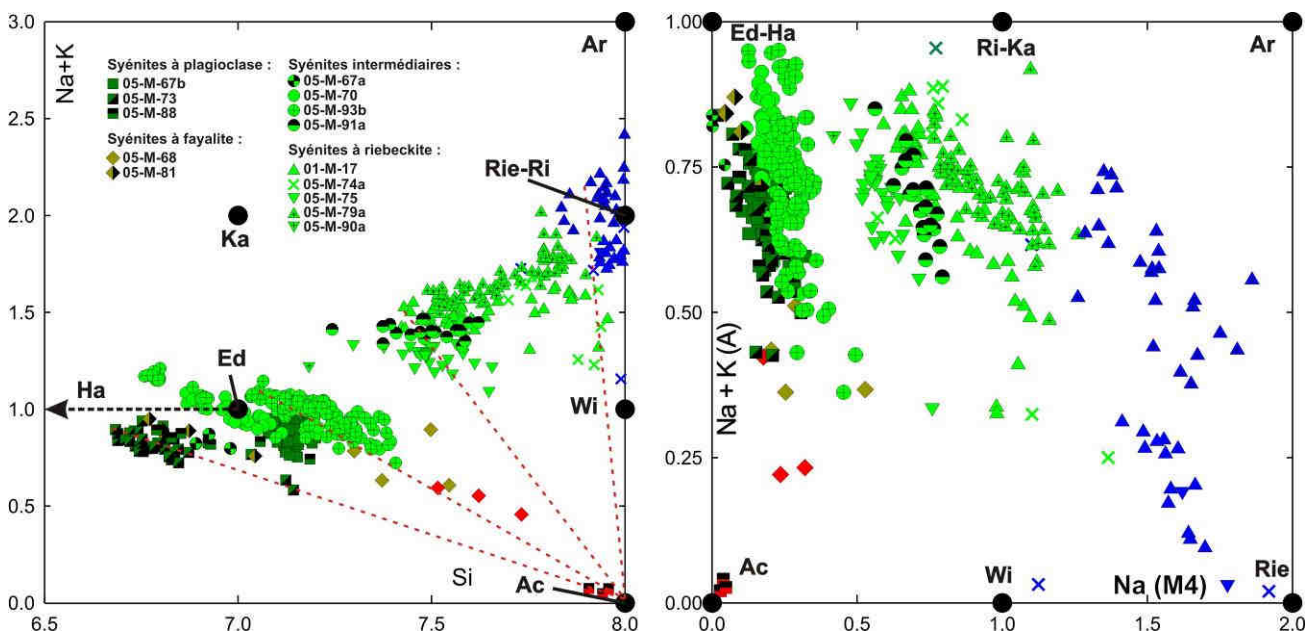 3.0
2.5
2.0
1.5
1.0
0.5
0.0
Na+K
Syénites à plagioclase :
05-M-67b
05-M-73
05-M-88
Syénites à fayalite :
05-M-68
05-M-81
Syénites intermédiaires :
05-M-67a
05-M-70
05-M-93b
05-M-91a
Syénites à riebeckite :
01-M-17
05-M-74a
05-M-75
05-M-79a
05-M-90a
Ar
Rie-Ri
Ka
Ed
Ha
Wi
Si
Ac
6.5 7.0 7.5 8.0
1.00
0.75
0.50
0.25
0.00
Na + K (A)
Ed-Ha
Ri-Ka
Ar
Ac
Wi
Na (M4)
Rie
0.0 0.5 1.0 1.5 2.0